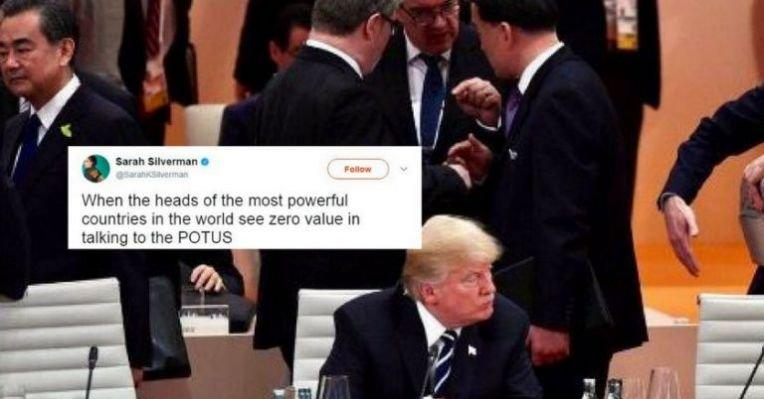 Sarah Silverman
@SarahKSilverman
Follow
When the heads of the most powerful
countries in the world see zero value in
talking to the POTUS